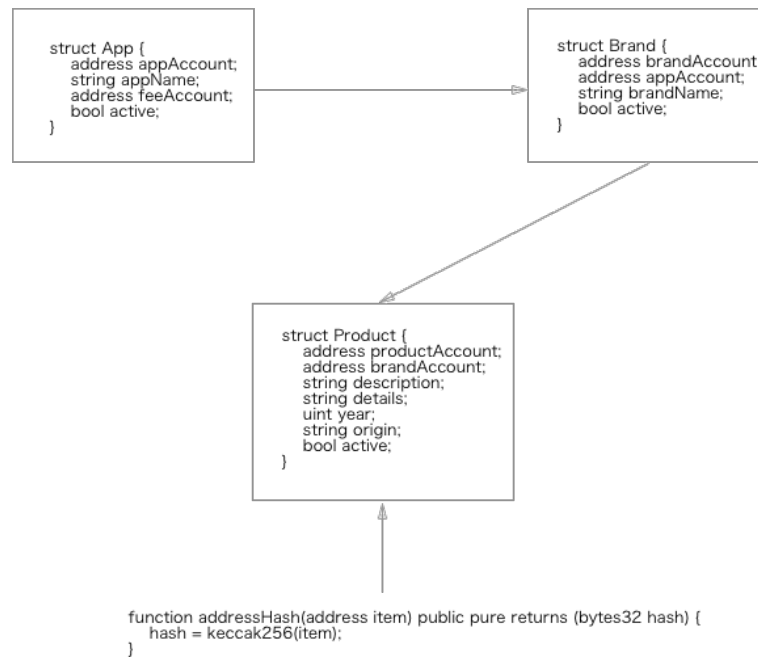 struct App {
address appAccount;
string appName;
address feeAccount;
bool active;
}
struct Brand {
address brandAccount
address appAccount;
string brandName;
bool active;
}
struct Product {
address productAccount;
address brandAccount;
string description;
string details;
uint year;
string origin;
bool active;
}
function addressHash(address item) public pure returns (bytes32 hash) {
hash = keccak256(item);
}